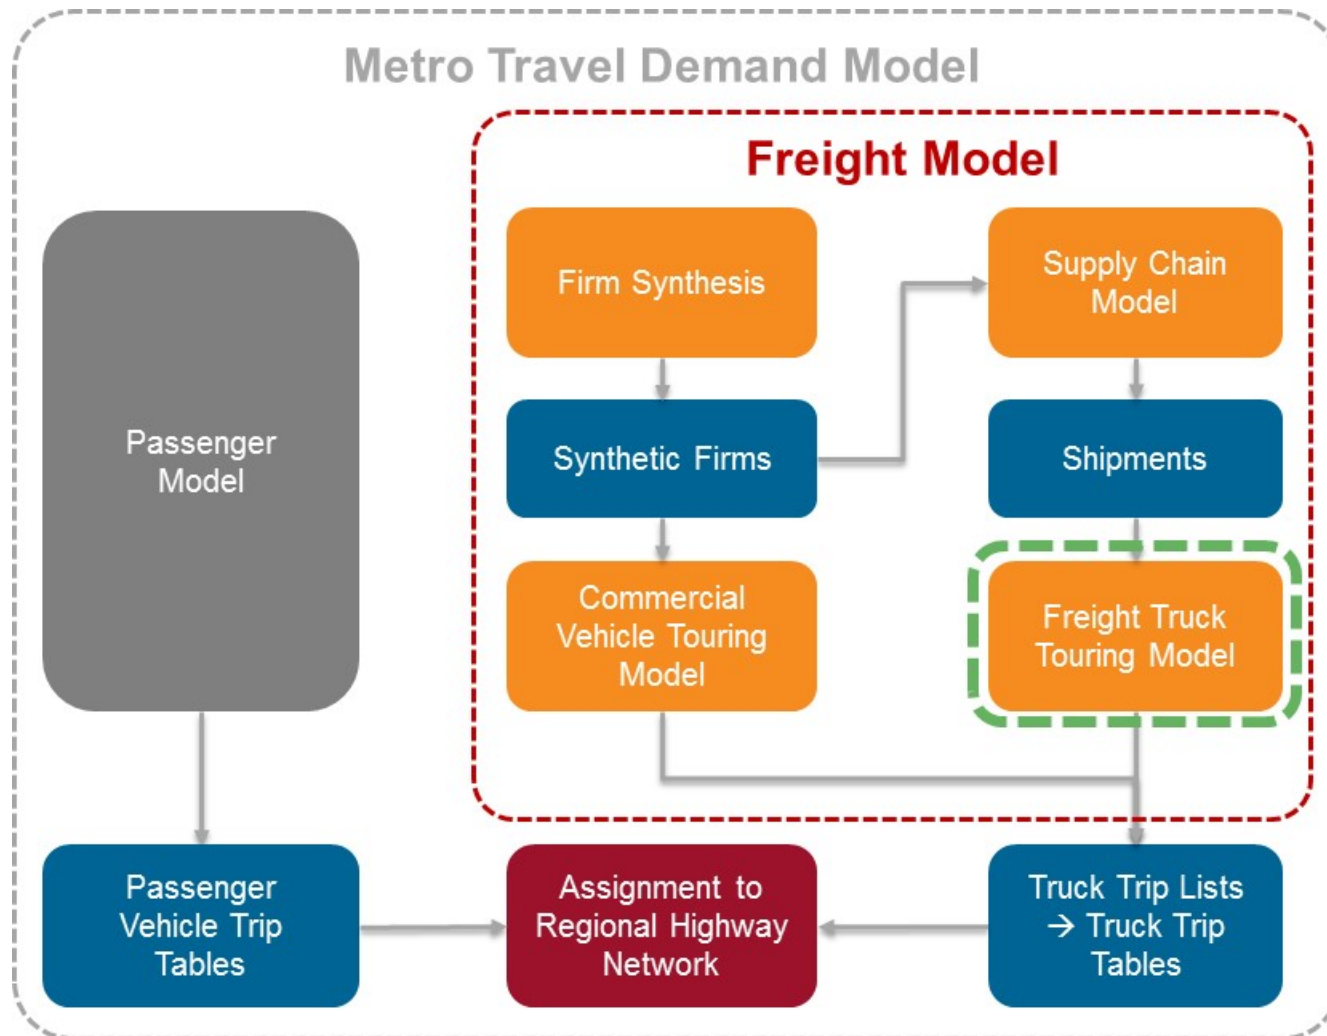 Metro Travel Demand Model
Freight Model
Firm Synthesis
Supply Chain
Model
Passenger
Model
Synthetic Firms
Shipments
Commercial
Vehicle Touring
Model
Freight Truck
Touring Model
Passenger
Vehicle Trip
Tables
Assignment to
Regional Highway
Network
Truck Trip Lists
→ Truck Trip
Tables